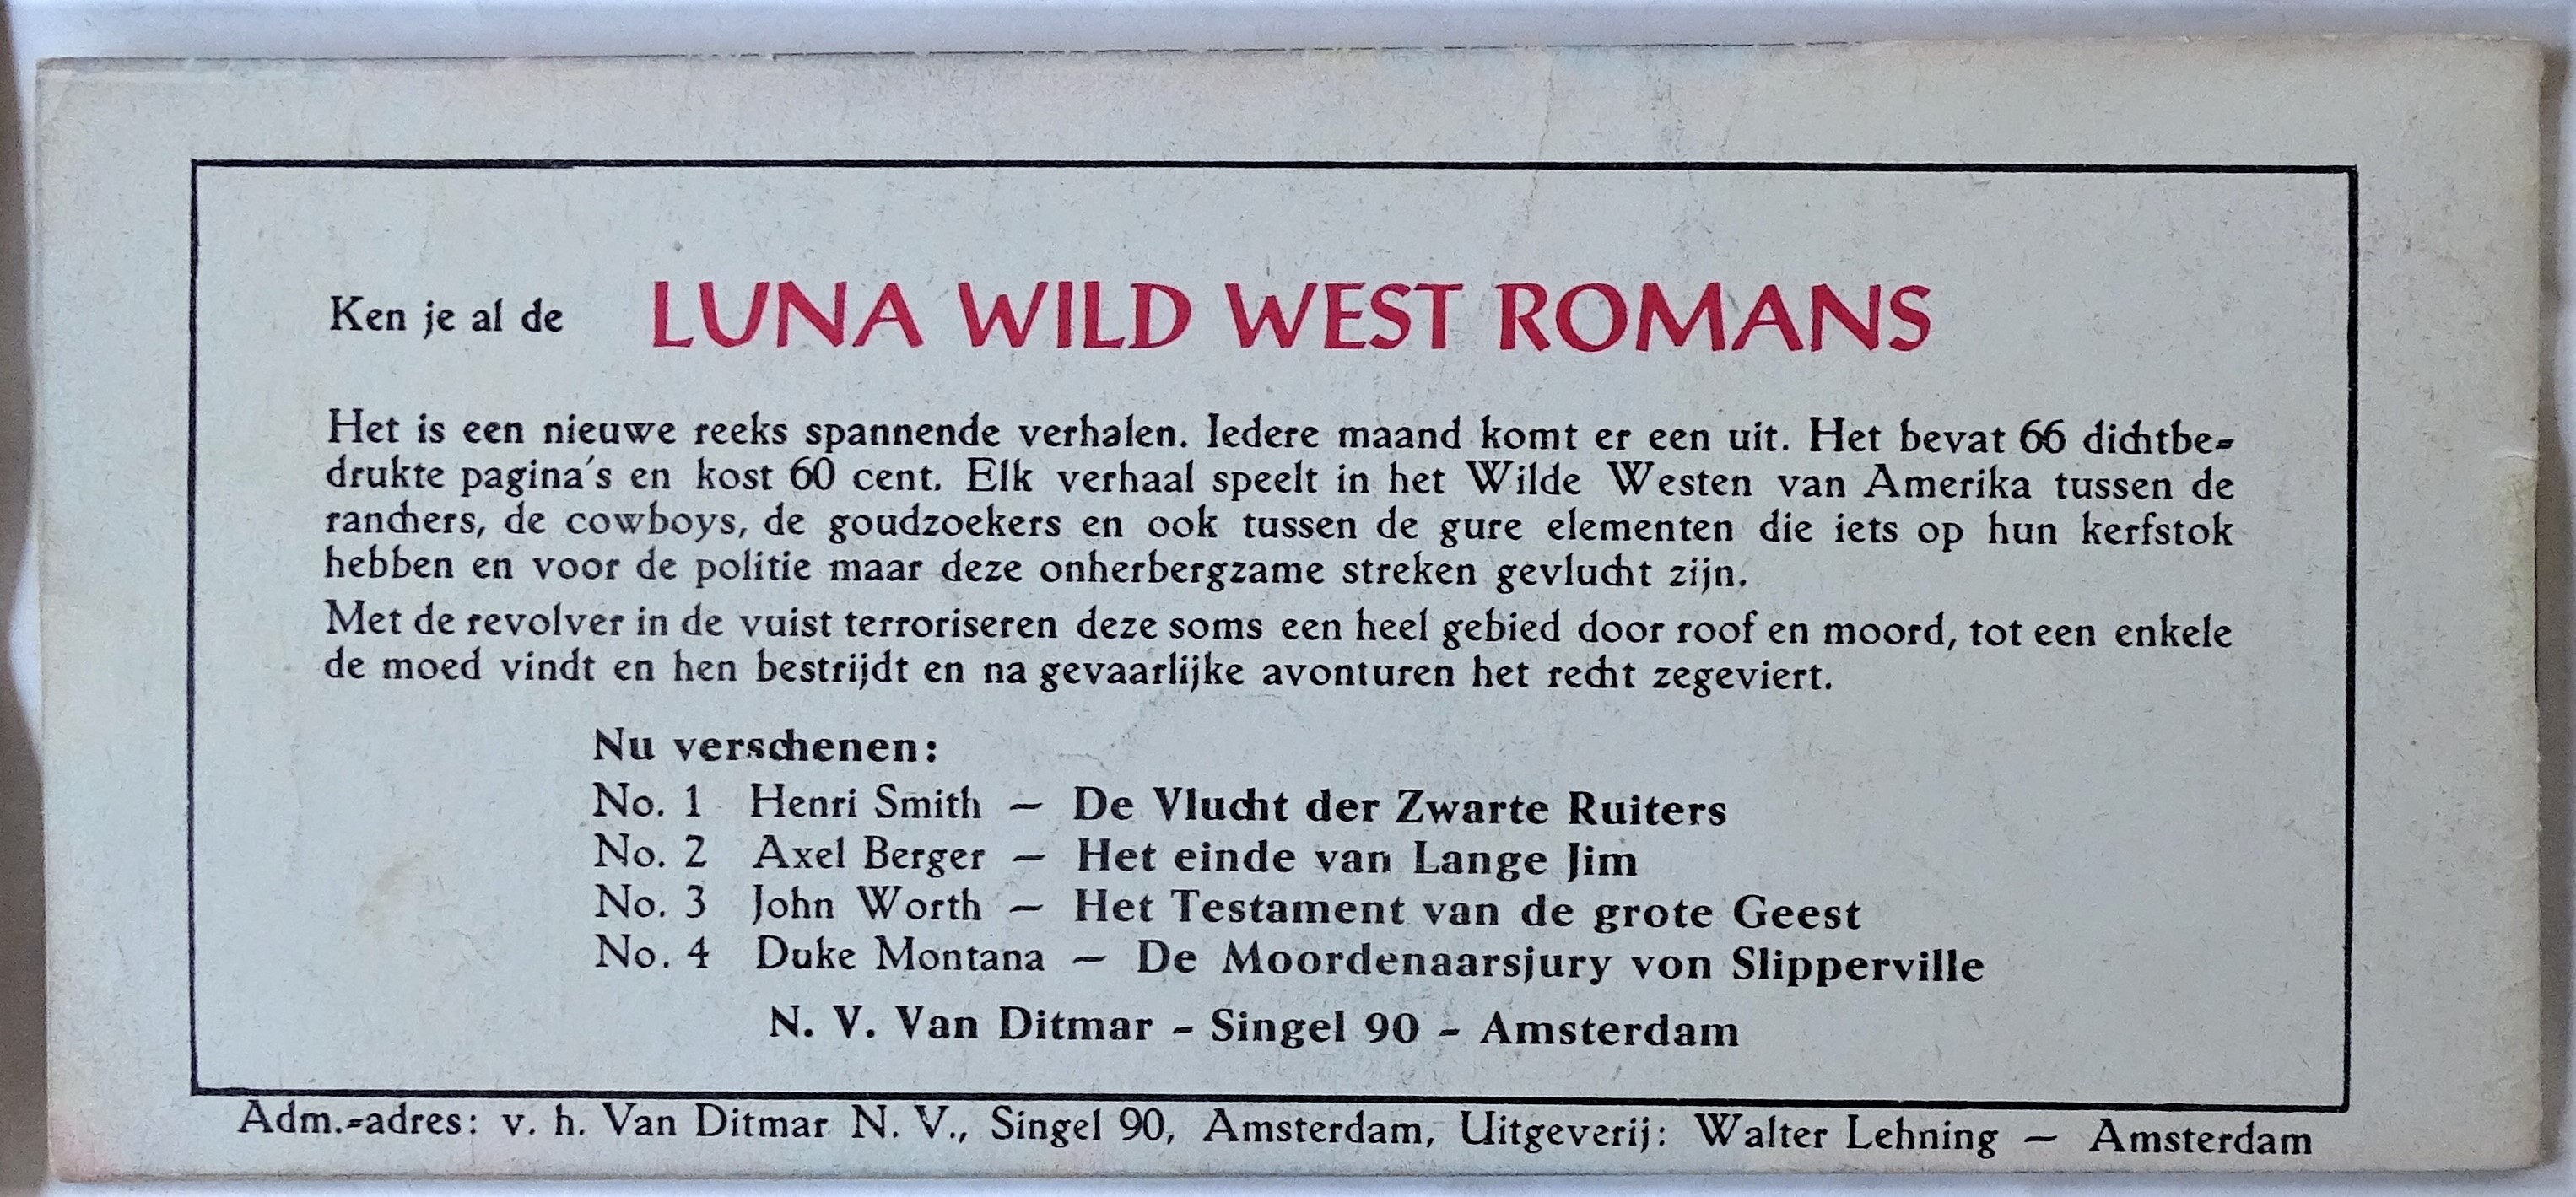 Ken je al de LUNA WILD WEST ROMANS
Het is een nieuwe reeks spannende verhalen. Iedere maand komt er een uit. Het bevat 66 dichtbe-
drukte pagina's en kost 60 cent. Elk verhaal speelt in het Wilde Westen van Amerika tussen de
ranchers, de cowboys, de goudzoekers en ook tussen de gure elementen die iets op hun kerfstok
hebben en voor de politie maar deze onherbergzame streken gevlucht zijn.
Met de revolver in de vuist terroriseren deze soms een heel gebied door roof en moord, tot een enkele
de moed vindt en hen bestrijdt en na gevaarlijke avonturen het recht zegeviert.
Nu verschenen:
No. 1 Henri Smith — De Vlucht der Zwarte Ruiters
No. 2 Axel Berger — Het einde van Lange Jim
No. 3 John Worth — Het Testament van de grote Geest
No. 4 Duke Montana — De Moordenaarsjury von Slipperville
N. V. Van Ditmar - Singel 90 - Amsterdam
Adm.-adres: v. h. Van Ditmar N. V., Singel 90, Amsterdam, Uitgeverij: Walter Lehning — Amsterdam